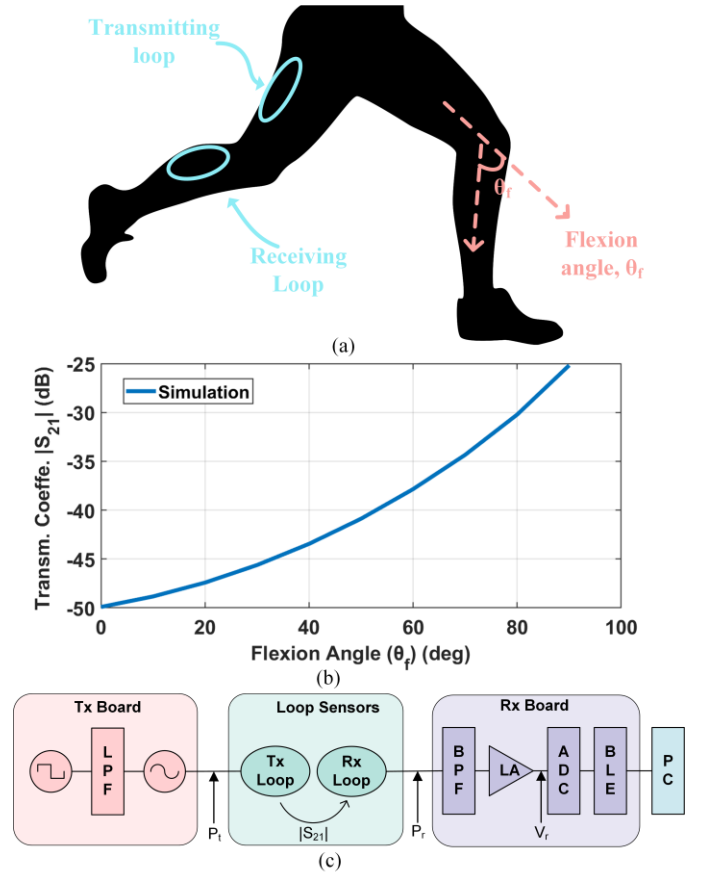 Transmitting
loop
θf
Receiving
Loop
Flexion
angle, θf
(a)
Transm. Coeffe. |S21| (dB)
-25
-30
-35
-40
-45
-50
Simulation
0 20 40 60 80 100
Flexion Angle (θf) (deg)
(b)
Tx Board
LPF
Pt
Loop Sensors
Tx
Loop
Rx
Loop
|S21|
Pr
Rx Board
BPF
LA
Vr
ADC
BLE
PC
(c)